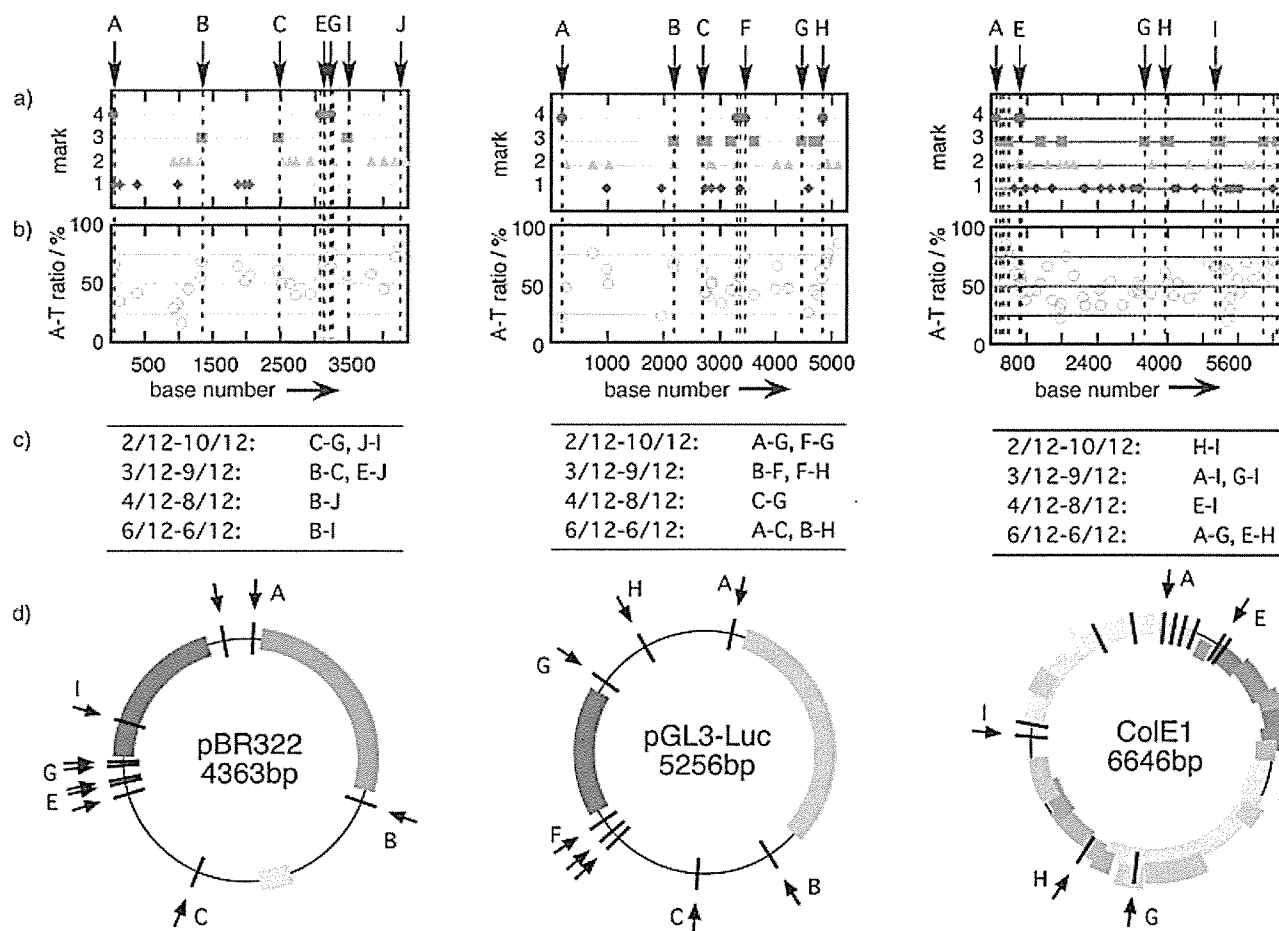 A B C EG I J
A B C F G H
A E G H I
a)
mark
4
3
2
1
mark
4
3
2
1
mark
4
3
2
1
b)
A-T ratio / %
100
50
0
A-T ratio / %
100
50
0
A-T ratio / %
100
50
0
500 1500 2500 3500
1000 2000 3000 4000 5000
800 2400 4000 5600
base number
base number
base number
c)
2/12-10/12: C-G, J-I
3/12-9/12: B-C, E-J
4/12-8/12: B-J
6/12-6/12: B-I
2/12-10/12: A-G, F-G
3/12-9/12: B-F, F-H
4/12-8/12: C-G
6/12-6/12: A-C, B-H
2/12-10/12: H-I
3/12-9/12: A-I, G-I
4/12-8/12: E-I
6/12-6/12: A-G, E-H
d)
A
I
G
E
C
B
pBR322
4363bp
H
A
G
F
C
B
pGL3-Luc
5256bp
A
E
I
H
G
ColE1
6646bp